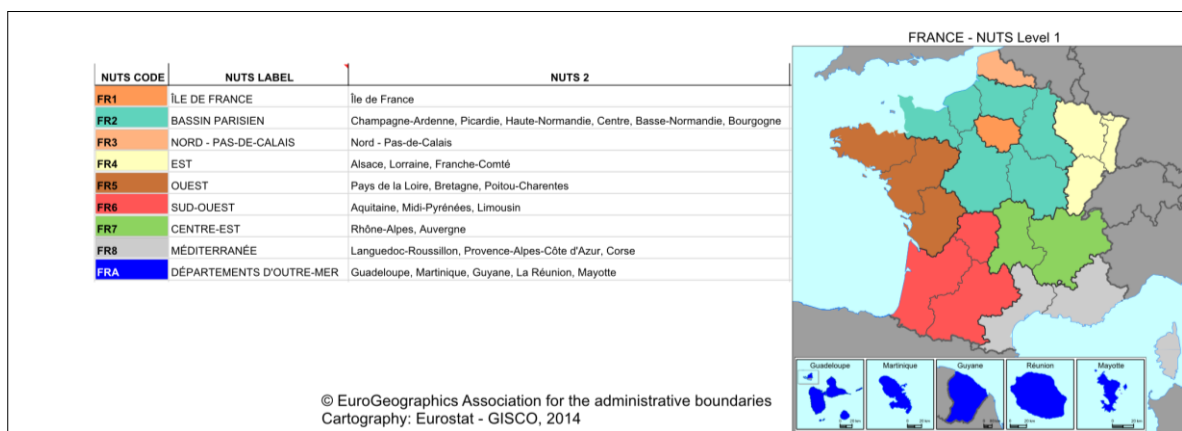 FRANCE - NUTS Level 1
NUTS CODE NUTS LABEL NUTS 2
FR1 ÎLE DE FRANCE Île de France
FR2 BASSIN PARISIEN Champagne-Ardenne, Picardie, Haute-Normandie, Centre, Basse-Normandie, Bourgogne
FR3 NORD - PAS-DE-CALAIS Nord - Pas-de-Calais
FR4 EST Alsace, Lorraine, Franche-Comté
FR5 OUEST Pays de la Loire, Bretagne, Poitou-Charentes
FR6 SUD-OUEST Aquitaine, Midi-Pyrénées, Limousin
FR7 CENTRE-EST Rhône-Alpes, Auvergne
FR8 MÉDITERRANÉE Languedoc-Roussillon, Provence-Alpes-Côte d'Azur, Corse
FRA DÉPARTEMENTS D'OUTRE-MER Guadeloupe, Martinique, Guyane, La Réunion, Mayotte
Guadeloupe Martinique Guyane Réunion Mayotte
© EuroGeographics Association for the administrative boundaries
Cartography: Eurostat - GISCO, 2014